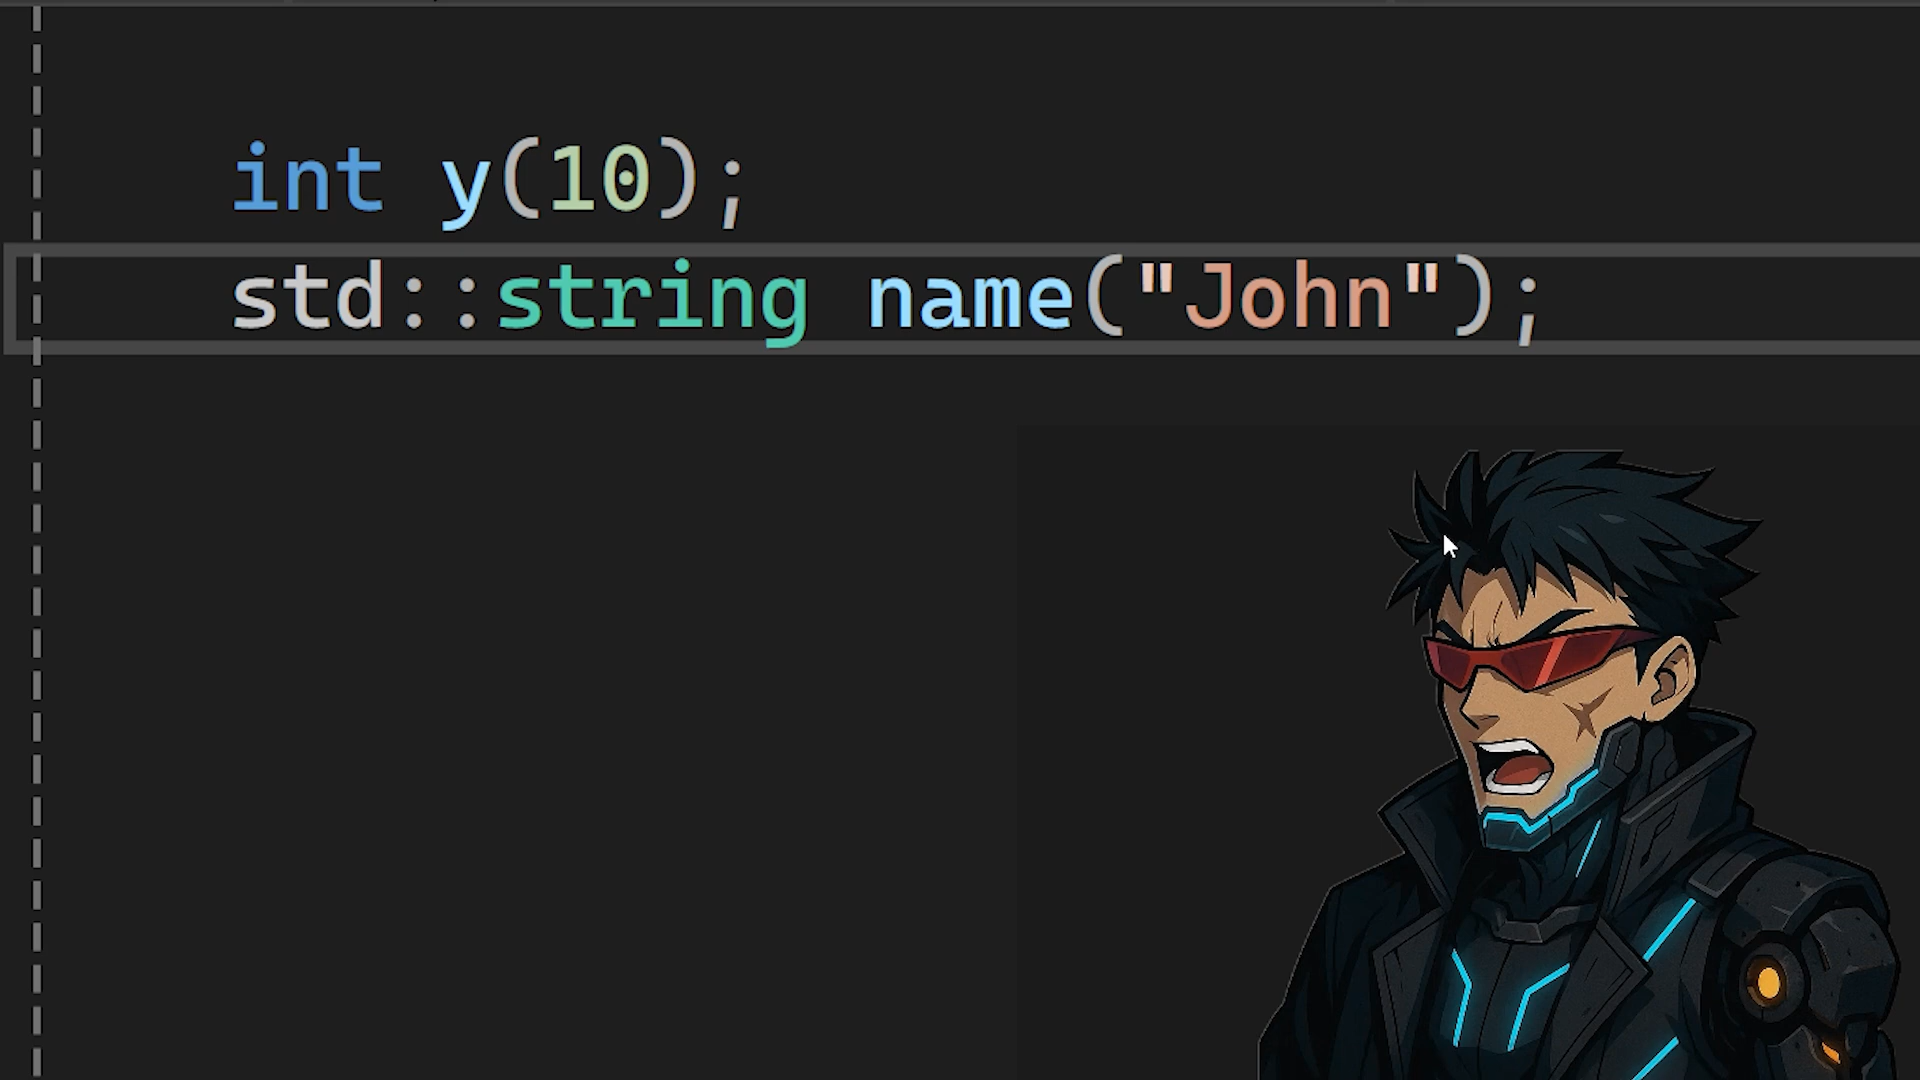 int y(10);
std::string name("John");